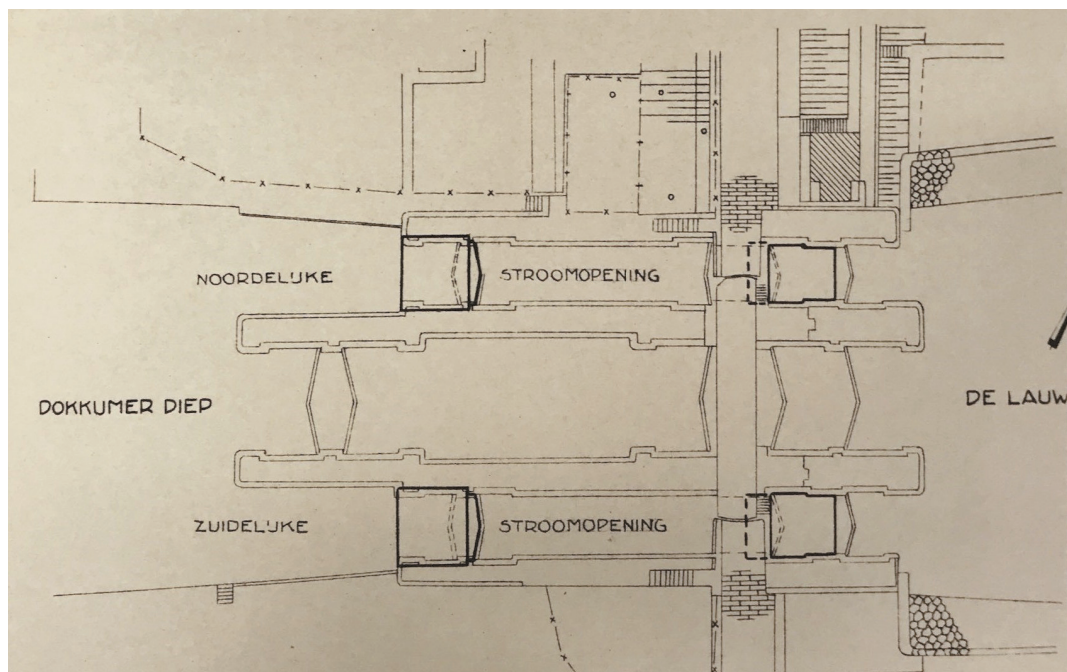 NOORDELIJKE STROOMOPENING
DOKKUMER DIEP
DE LAUW
ZUIDELIJKE STROOMOPENING